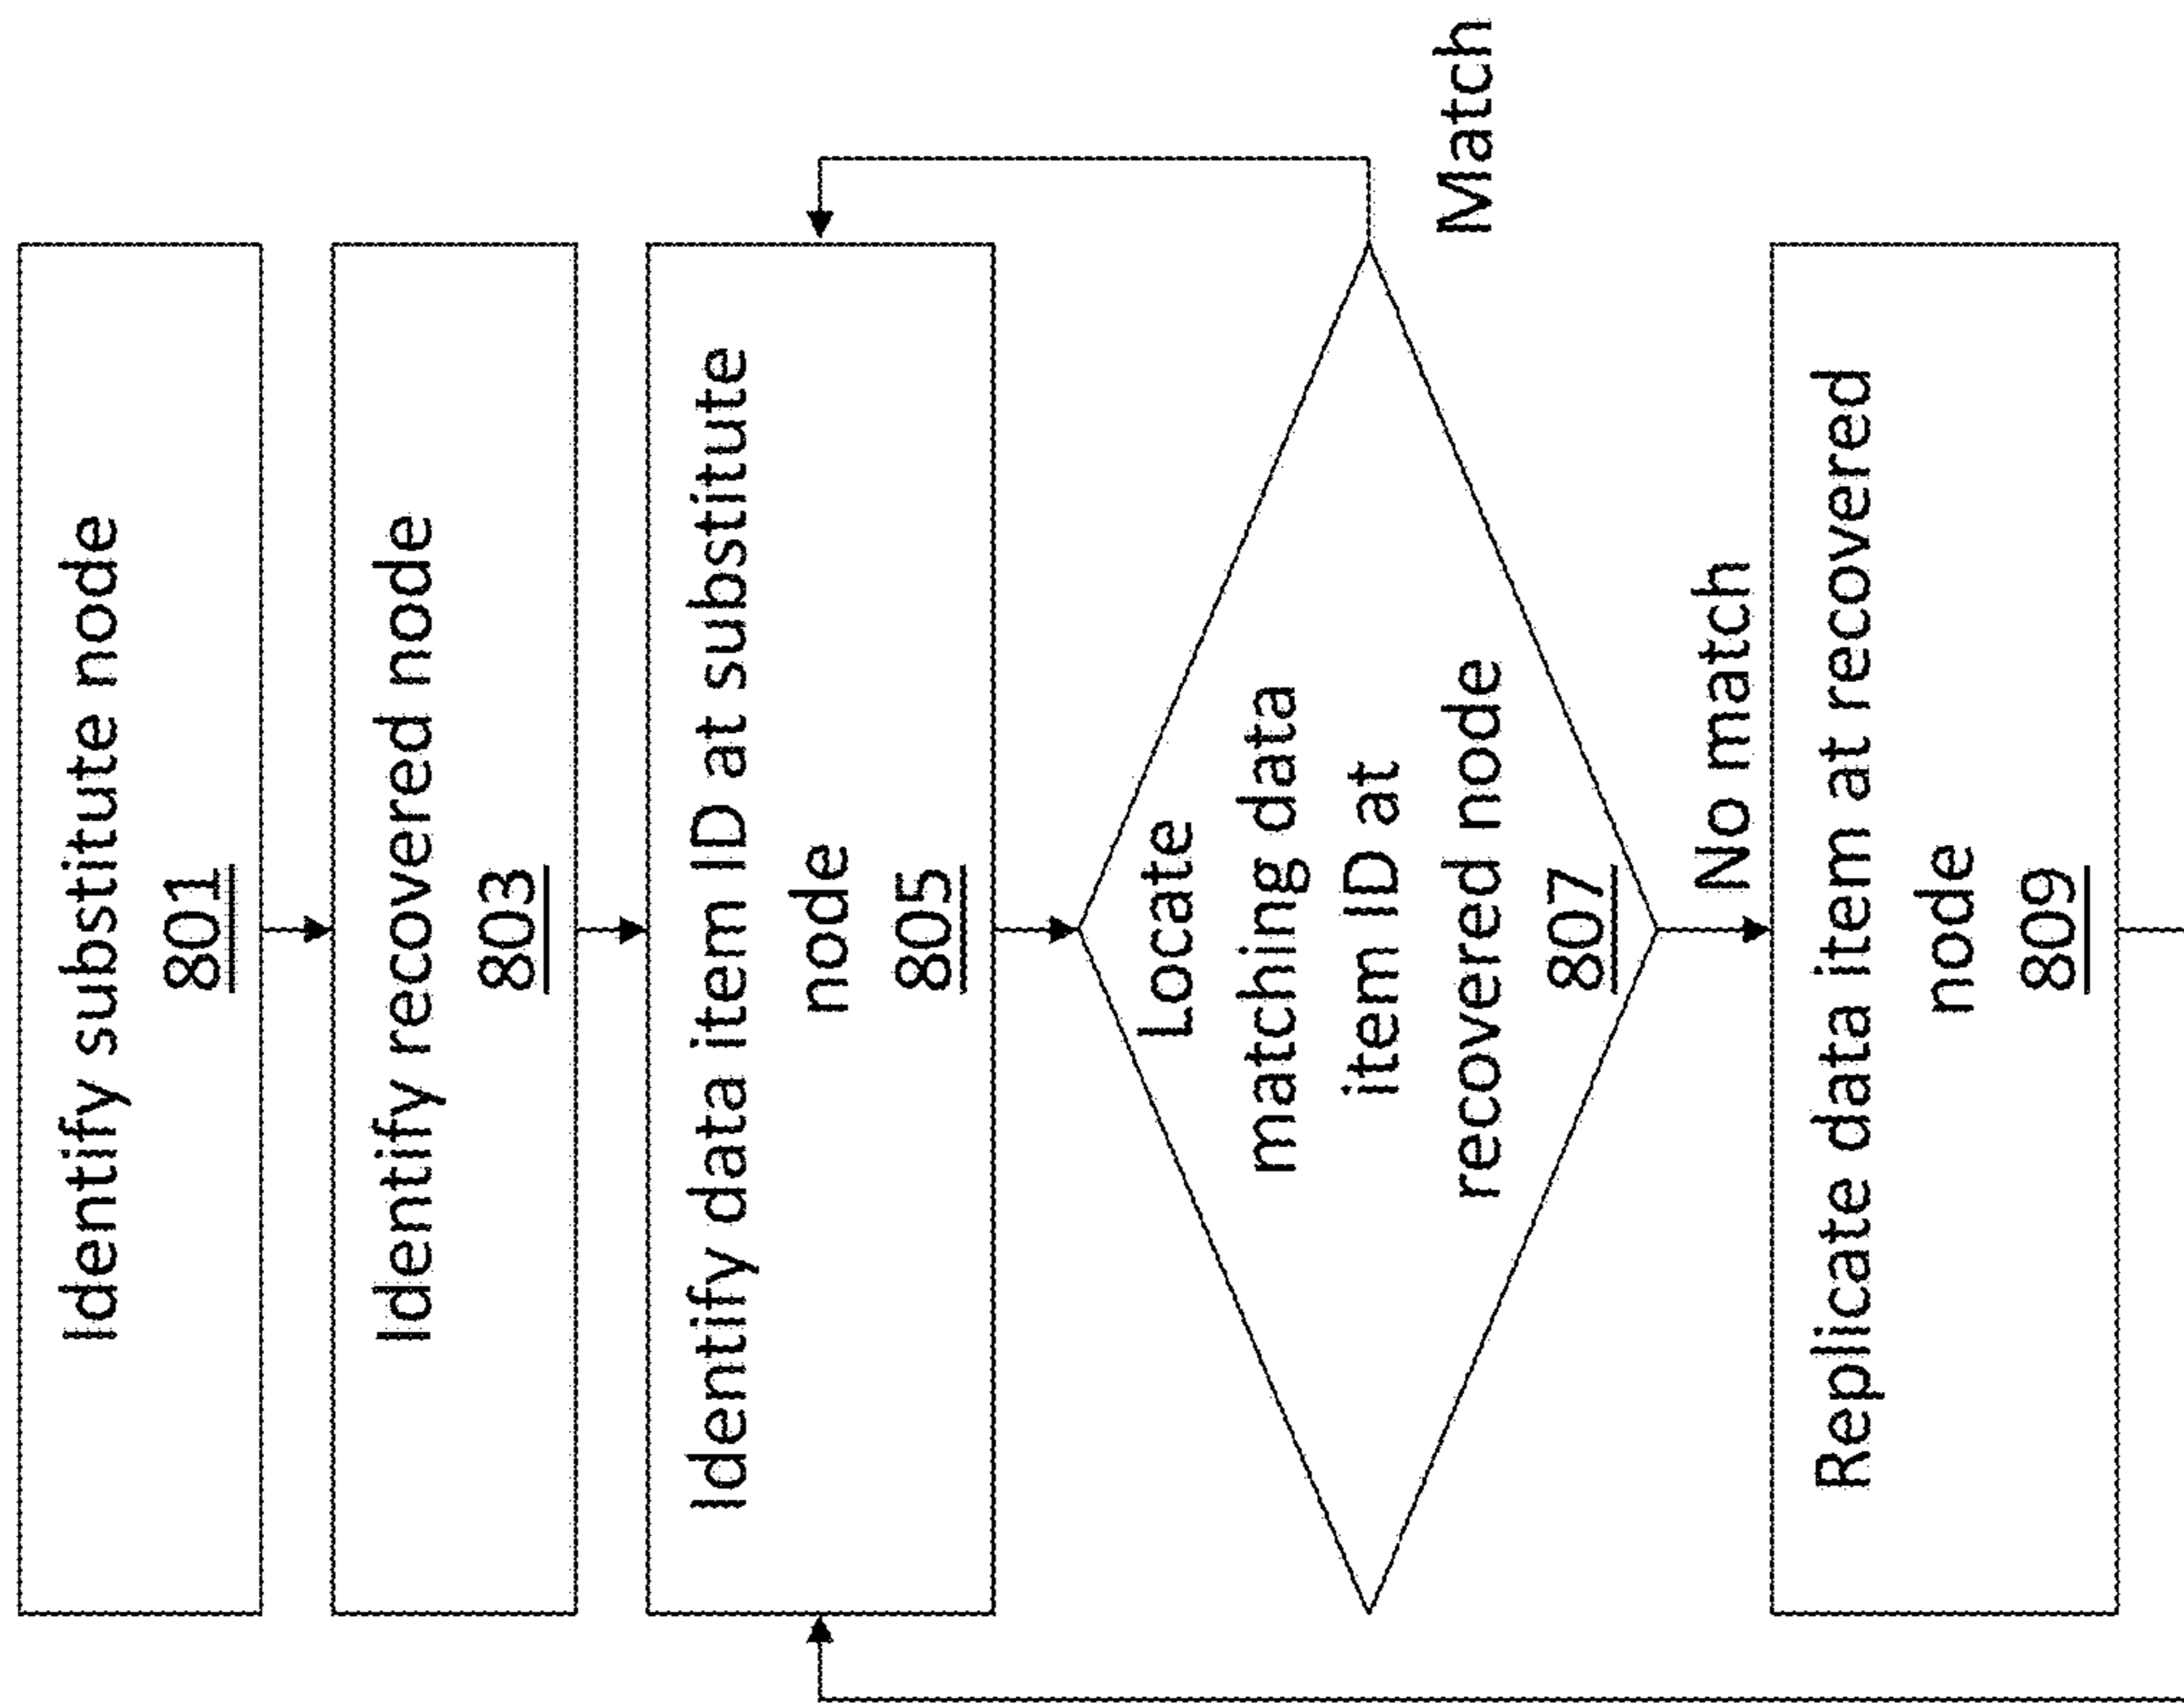 Identify substitute node
801
Identify recovered node
803
Identify data item ID at substitute
node
805
Locate
matching data
item ID at
recovered node
807
Match
No match
Replicate data item at recovered
node
809